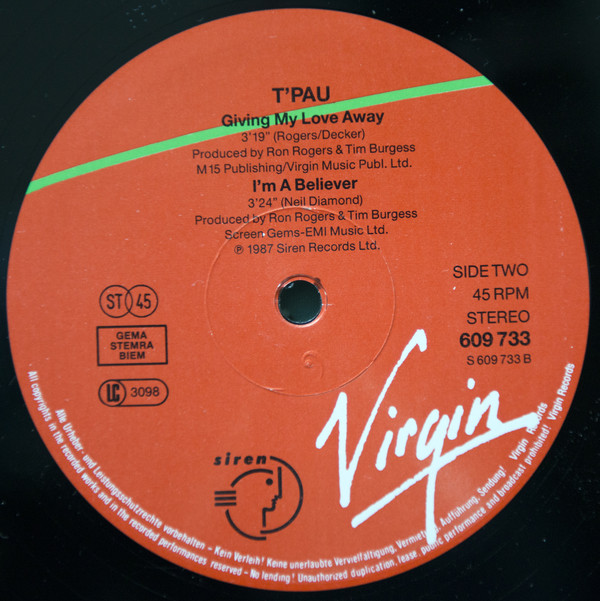 T'PAU
Giving My Love Away
3'19" (Rogers/Decker)
Produced by Ron Rogers & Tim Burgess
M 15 Publishing/Virgin Music Publ. Ltd.
I'm A Believer
3'24" (Neil Diamond)
Produced by Ron Rogers & Tim Burgess
Screen Gems-EMI Music Ltd.
℗ 1987 Siren Records Ltd.
ST 45
GEMA
STEMRA
BIEM
LC 3098
SIDE TWO
45 RPM
STEREO
609 733
S 609 733 B
siren
Virgin
Alle Urheber- und Leistungsschutzrechte vorbehalten – Kein Verleih! Keine unerlaubte Vervielfältigung, Vermietung, Aufführung, Sendung! Virgin Records
All copyrights in the recorded works and in the recorded performances reserved – No lending! Unauthorized duplication, lease, public performance and broadcast prohibited! Virgin Records